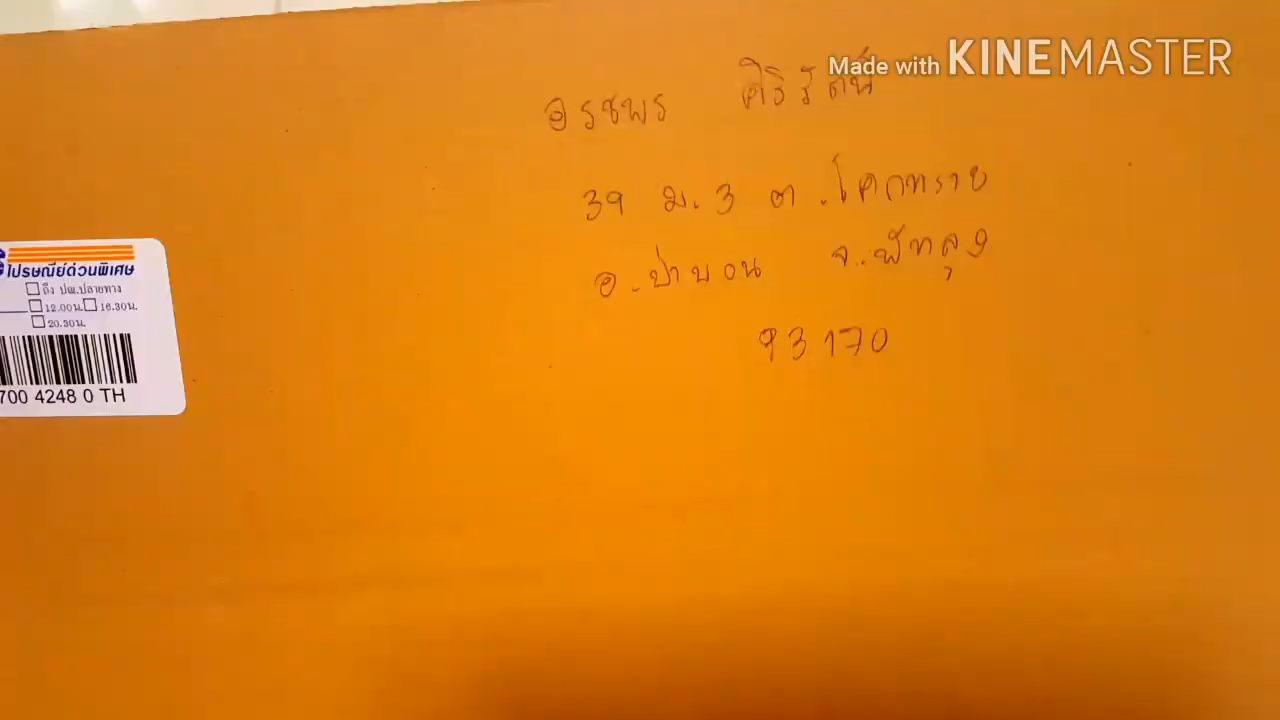 Made with KINEMASTER
อรชพร ศิริรัตน์
39 ม.3 ต.โคกทราย
อ.ป่าบอน จ.พัทลุง
93170
ไปรษณีย์ด่วนพิเศษ
ถึง ปพ.ปลายทาง
12.00น. 16.30น.
20.30น.
700 4248 0 TH